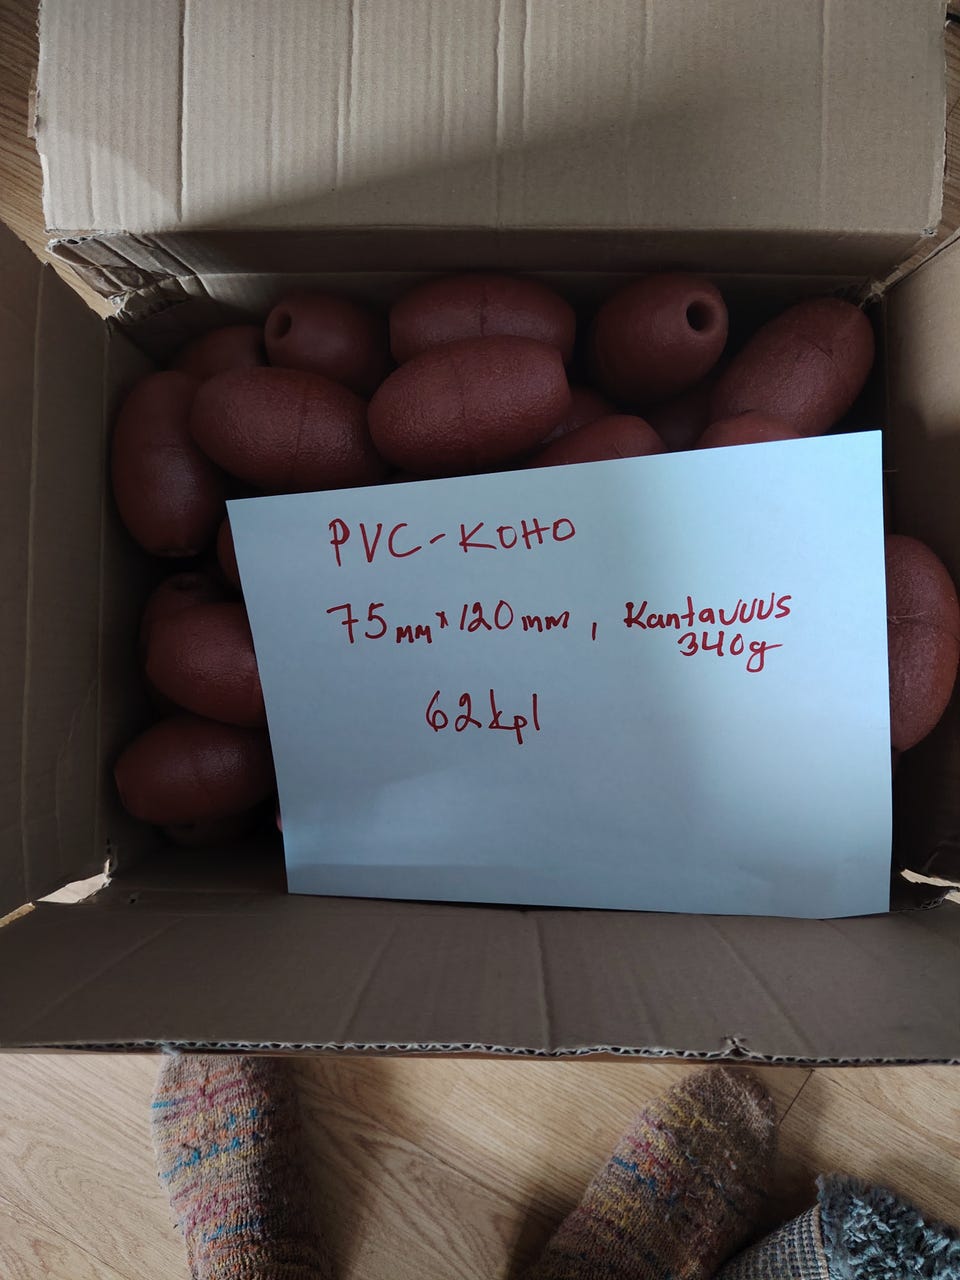 PVC-KOHO
75mm x 120mm, Kantavuus
340g
62kpl